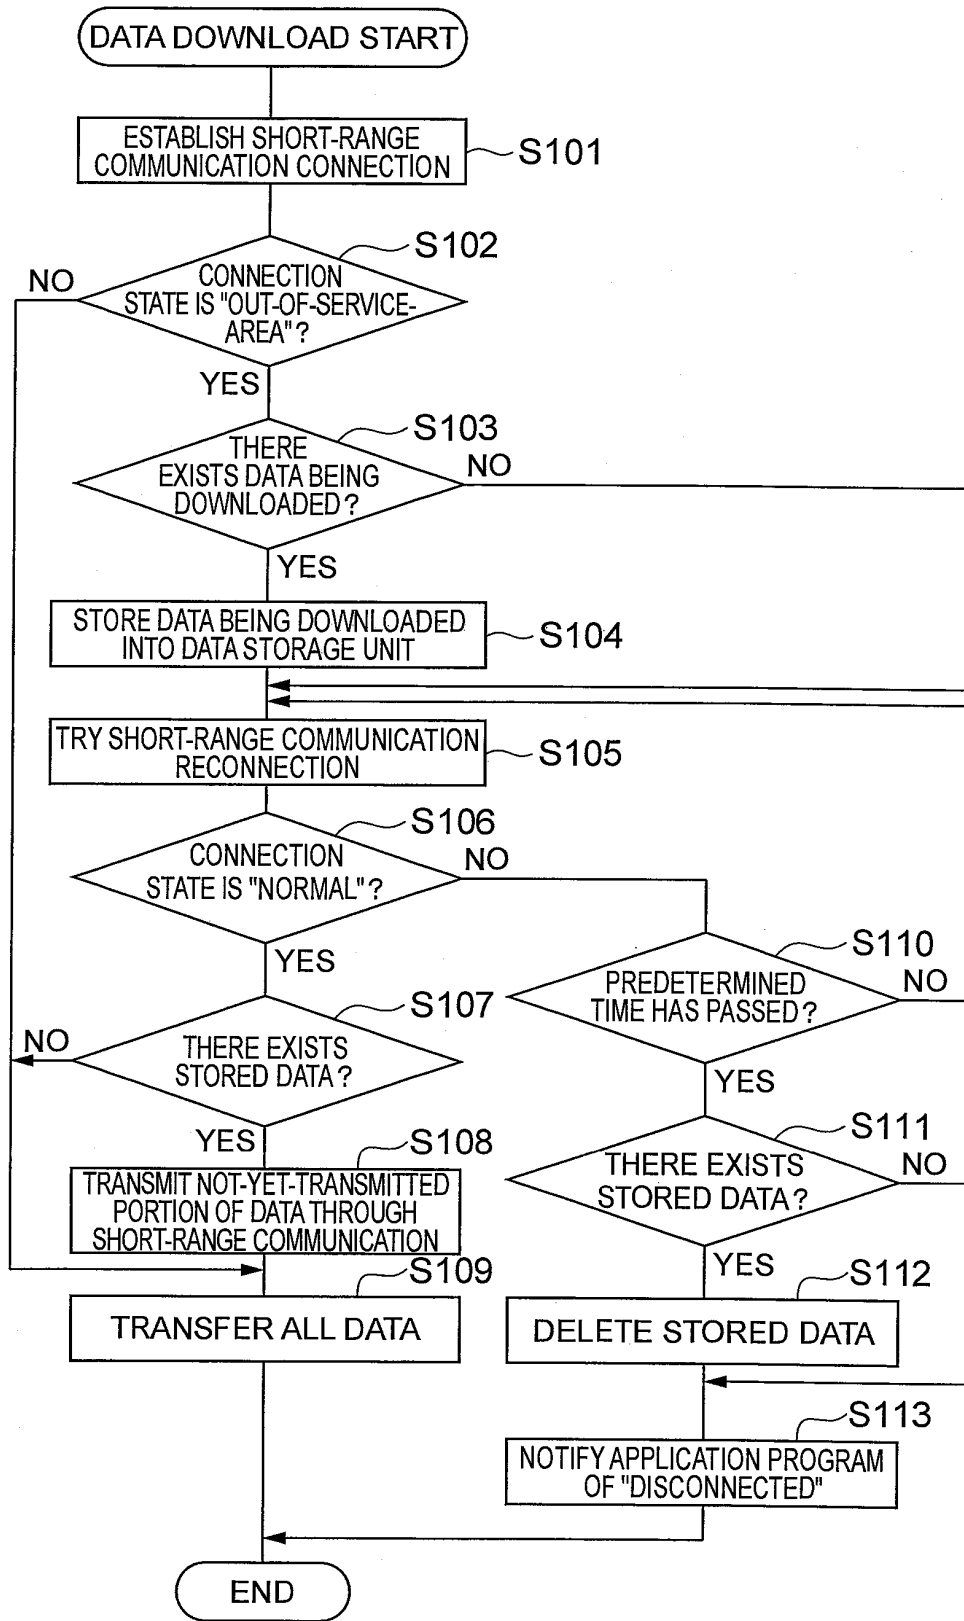 DATA DOWNLOAD START
ESTABLISH SHORT-RANGE
COMMUNICATION CONNECTION
S101
S102
NO
CONNECTION
STATE IS "OUT-OF-SERVICE-
AREA"?
YES
S103
THERE
EXISTS DATA BEING
DOWNLOADED?
NO
YES
STORE DATA BEING DOWNLOADED
INTO DATA STORAGE UNIT
S104
TRY SHORT-RANGE COMMUNICATION
RECONNECTION
S105
S106
CONNECTION
STATE IS "NORMAL"?
NO
YES
S110
PREDETERMINED
TIME HAS PASSED?
NO
YES
S107
NO
THERE EXISTS
STORED DATA?
YES
S111
THERE EXISTS
STORED DATA?
NO
YES
S108
TRANSMIT NOT-YET-TRANSMITTED
PORTION OF DATA THROUGH
SHORT-RANGE COMMUNICATION
S109
TRANSFER ALL DATA
S112
DELETE STORED DATA
S113
NOTIFY APPLICATION PROGRAM
OF "DISCONNECTED"
END